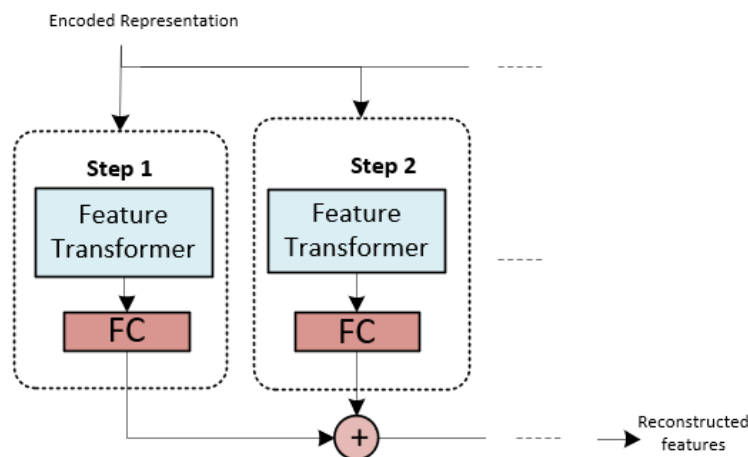 Encoded Representation
Step 1
Feature
Transformer
FC
Step 2
Feature
Transformer
FC
+
Reconstructed
features